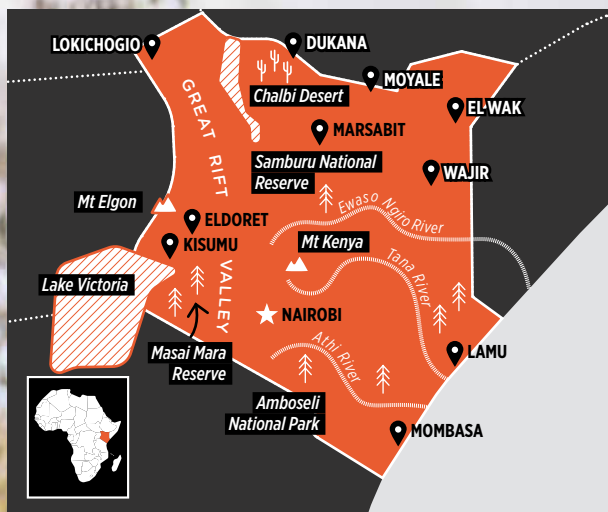 LOKICHOGIO
DUKANA
MOYALE
Chalbi Desert
EL WAK
MARSABIT
GREAT RIFT VALLEY
Samburu National
Reserve
WAJIR
Mt Elgon
ELDORET
Ewaso Ngiro River
KISUMU
Mt Kenya
Tana River
Lake Victoria
NAIROBI
Masai Mara
Reserve
Athi River
LAMU
Amboseli
National Park
MOMBASA